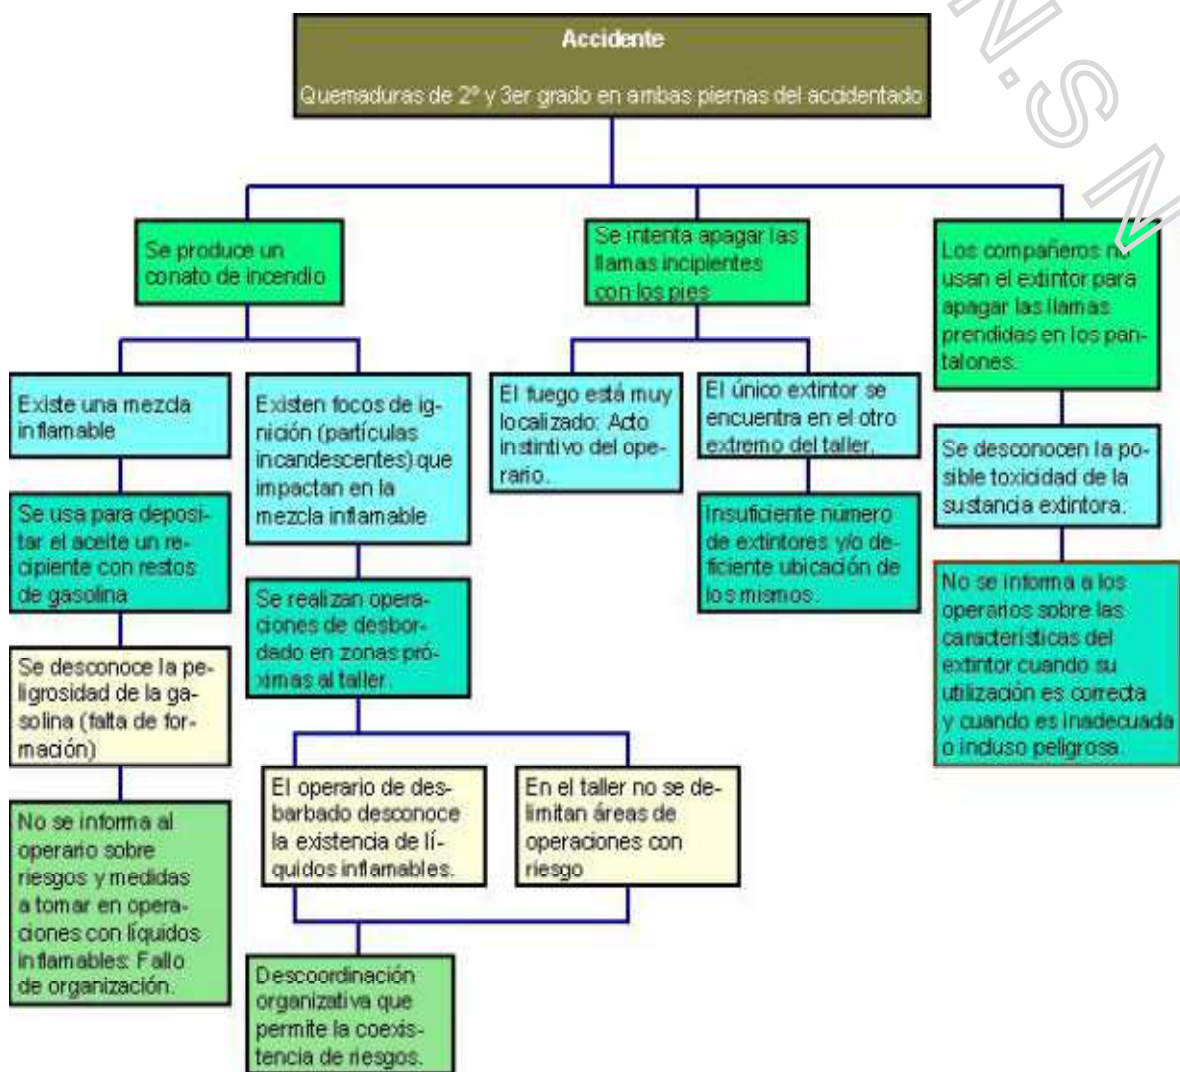 Accidente
Quemaduras de 2º y 3er grado en ambas piernas del accidentado
Se produce un
conato de incendio
Se intenta apagar las
llamas incipientes
con los pies
Los compañeros no
usan el extintor para
apagar las llamas
prendidas en los pan-
talones.
Existe una mezcla
inflamable
Existen focos de ig-
nición (partículas
incandescentes) que
impactan en la
mezcla inflamable
El fuego está muy
localizado: Acto
instintivo del ope-
rario.
El único extintor se
encuentra en el otro
extremo del taller.
Se desconocen la po-
sible toxicidad de la
sustancia extintora.
Se usa para deposi-
tar el aceite un re-
cipiente con restos
de gasolina
Se realizan opera-
ciones de desbor-
dado en zonas pró-
ximas al taller.
Insuficiente número
de extintores y/o de-
ficiente ubicación de
los mismos.
No se informa a los
operarios sobre las
características del
extintor cuando su
utilización es correcta
y cuando es inadecuada
o incluso peligrosa.
Se desconoce la pe-
ligrosidad de la ga-
solina (falta de for-
mación)
El operario de des-
barbado desconoce
la existencia de lí-
quidos inflamables.
En el taller no se de-
limitan áreas de
operaciones con
riesgo
No se informa al
operario sobre
riesgos y medidas
a tomar en opera-
ciones con líquidos
inflamables: Fallo
de organización.
Descoordinación
organizativa que
permite la coexis-
tencia de riesgos.
N.S N